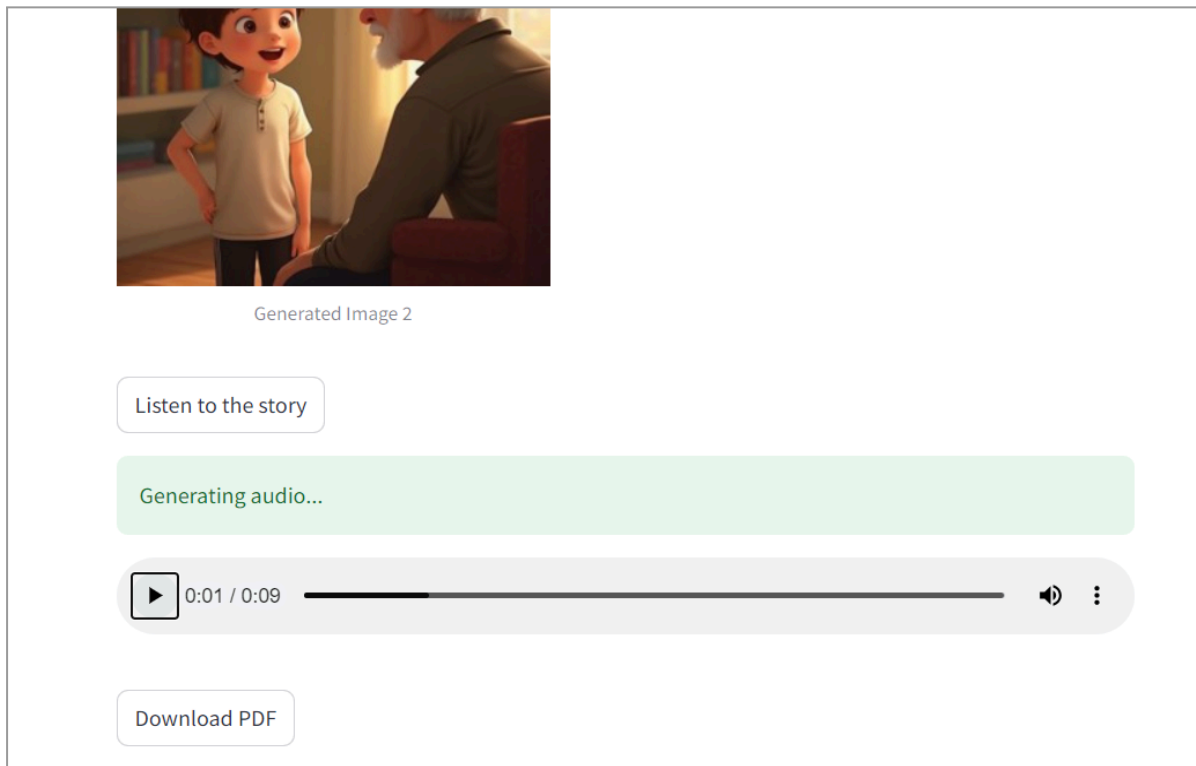 Generated Image 2
Listen to the story
Generating audio...
0:01 / 0:09
Download PDF